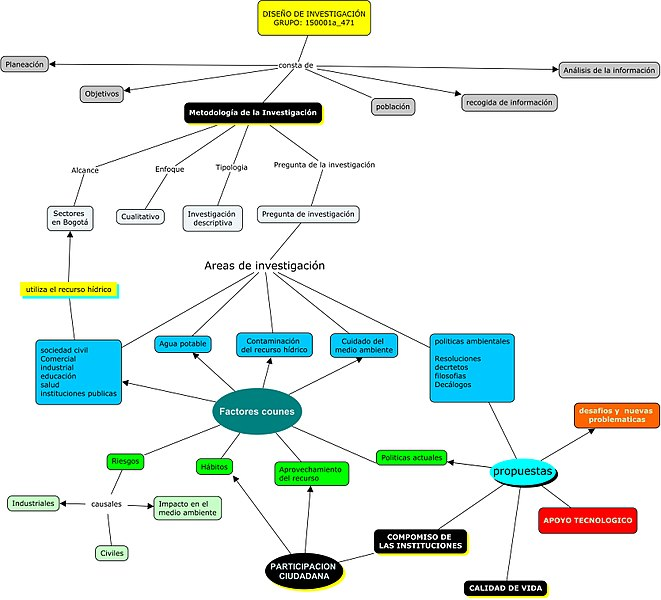 DISEÑO DE INVESTIGACIÓN
GRUPO: 150001a_471
consta de
Planeación
Análisis de la información
Objetivos
población
recogida de información
Metodología de la Investigación
Alcance
Enfoque
Tipologia
Pregunta de la investigación
Sectores
en Bogotá
Cualitativo
Investigación
descriptiva
Pregunta de investigación
Areas de investigación
utiliza el recurso hídrico
sociedad civil
Comercial
industrial
educación
salud
instituciones publicas
Agua potable
Contaminación
del recurso hídrico
Cuidado del
medio ambiente
politicas ambientales
Resoluciones
decrtetos
filosofias
Decálogos
Factores counes
desafios y nuevas
problematicas
Riesgos
Hábitos
Aprovechamiento
del recurso
Politicas actuales
propuestas
Industriales
causales
Impacto en el
medio ambiente
Civiles
APOYO TECNOLOGICO
COMPOMISO DE
LAS INSTITUCIONES
PARTICIPACION
CIUDADANA
CALIDAD DE VIDA